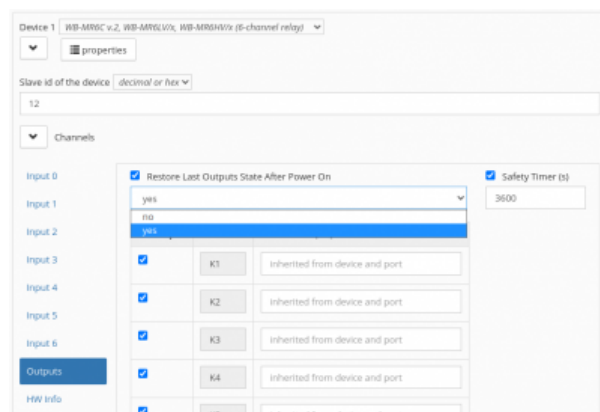 Device 1 WB-MR6C v.2, WB-MR6LV/x, WB-MR6HV/x (6-channel relay)
properties
Slave id of the device decimal or hex
12
Channels
Input 0
Input 1
Input 2
Input 3
Input 4
Input 5
Input 6
Outputs
HW Info
Restore Last Outputs State After Power On
yes
no
yes
K1 Inherited from device and port
K2 Inherited from device and port
K3 Inherited from device and port
K4 Inherited from device and port
Safety Timer (s)
3600